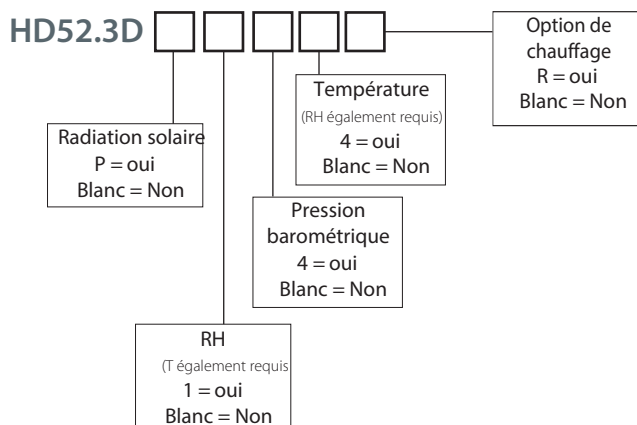 HD52.3D
Option de
chauffage
R = oui
Blanc = Non
Température
(RH également requis)
4 = oui
Blanc = Non
Radiation solaire
P = oui
Blanc = Non
Pression
barométrique
4 = oui
Blanc = Non
RH
(T également requis
1 = oui
Blanc = Non